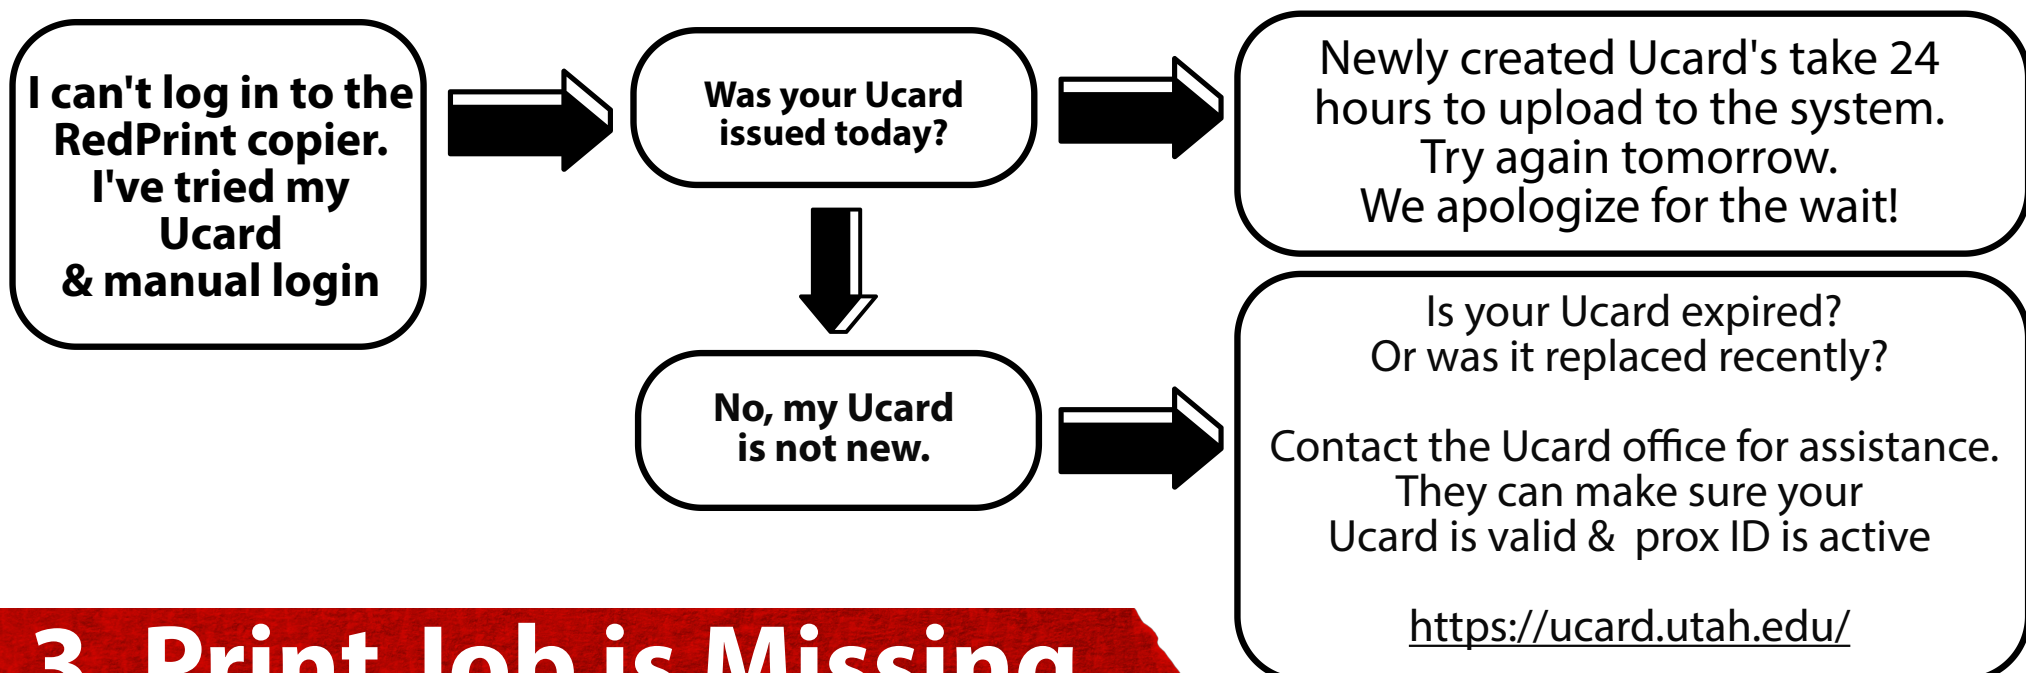 I can't log in to the
RedPrint copier.
I've tried my
Ucard
& manual login
Was your Ucard
issued today?
Newly created Ucard's take 24
hours to upload to the system.
Try again tomorrow.
We apologize for the wait!
No, my Ucard
is not new.
Is your Ucard expired?
Or was it replaced recently?
Contact the Ucard office for assistance.
They can make sure your
Ucard is valid & prox ID is active
https://ucard.utah.edu/
3. Print Job is Missing